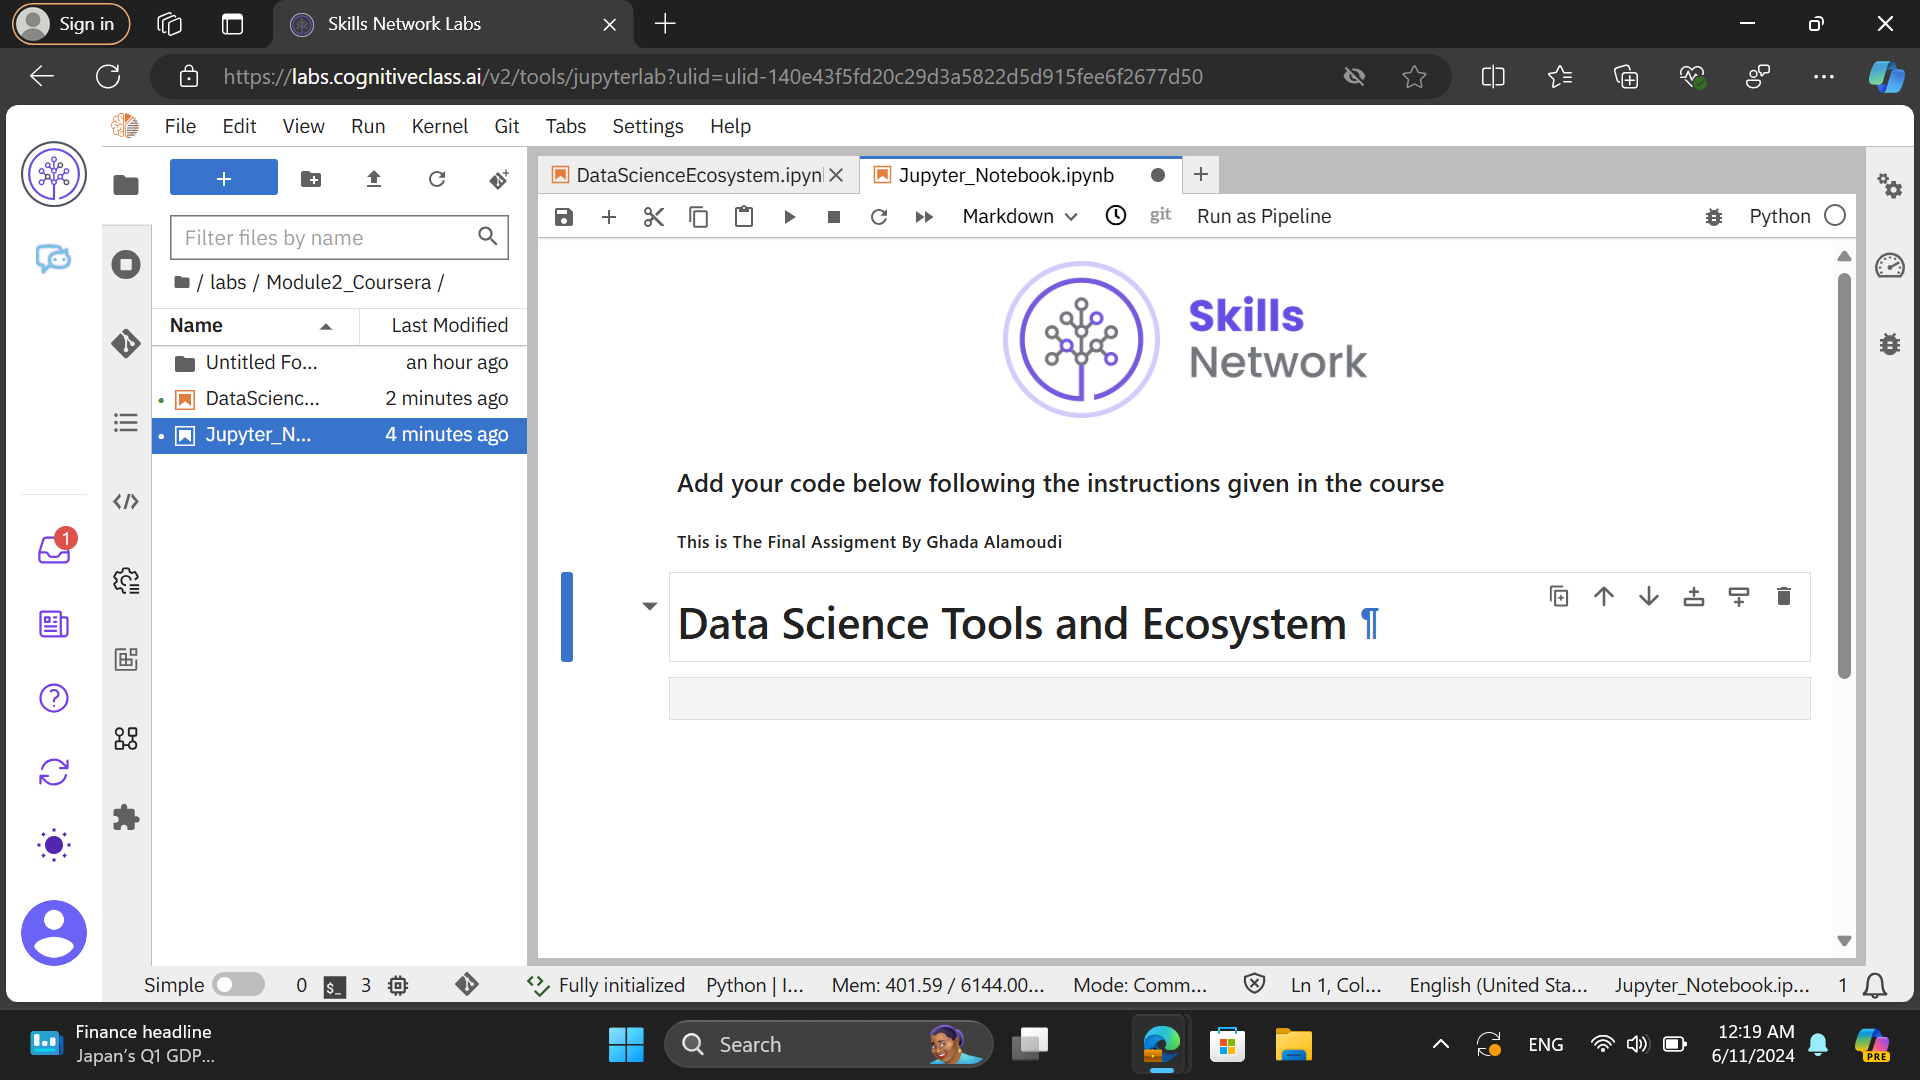 Sign in
Skills Network Labs
https://labs.cognitiveclass.ai/v2/tools/jupyterlab?ulid=ulid-140e43f5fd20c29d3a5822d5d915fee6f2677d50
File Edit View Run Kernel Git Tabs Settings Help
DataScienceEcosystem.ipyn
Jupyter_Notebook.ipynb
Markdown
git
Run as Pipeline
Python
Filter files by name
/ labs / Module2_Coursera /
Name Last Modified
Untitled Fo... an hour ago
DataScienc... 2 minutes ago
Jupyter_N... 4 minutes ago
1
Skills
Network
Add your code below following the instructions given in the course
This is The Final Assigment By Ghada Alamoudi
Data Science Tools and Ecosystem ¶
Simple 0 $_ 3 Fully initialized Python | I... Mem: 401.59 / 6144.00... Mode: Comm... Ln 1, Col... English (United Sta... Jupyter_Notebook.ip... 1
Finance headline
Japan's Q1 GDP...
Search
ENG
12:19 AM
6/11/2024
PRE